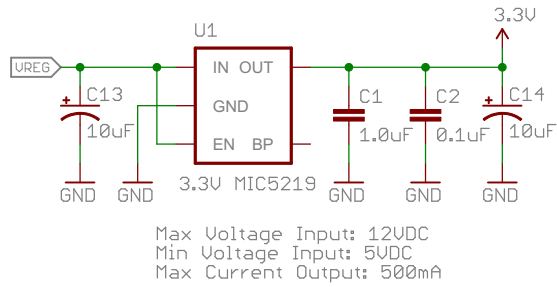 3.3V
U1
VREG
IN OUT
C13
GND
C1
C2
C14
10uF
1.0uF
0.1uF
10uF
EN BP
GND
GND
3.3V MIC5219
GND
GND
GND
Max Voltage Input: 12VDC
Min Voltage Input: 5VDC
Max Current Output: 500mA